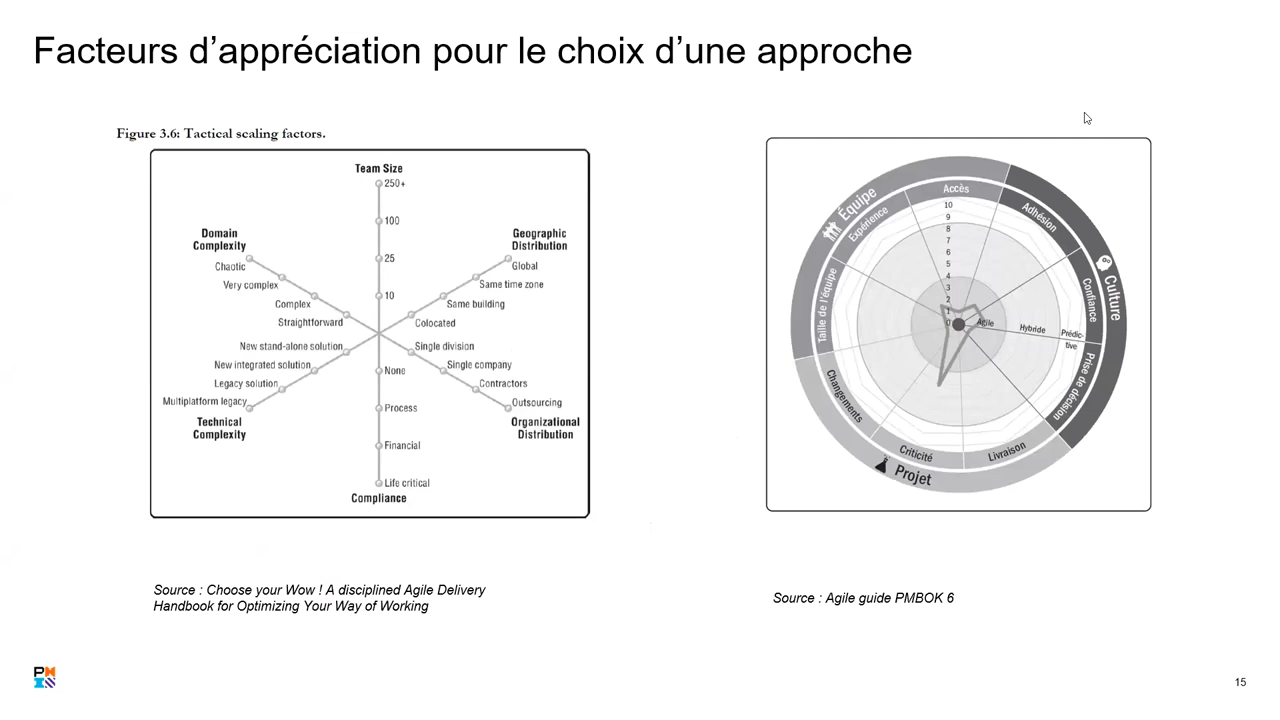 Facteurs d’appréciation pour le choix d’une approche
Figure 3.6: Tactical scaling factors.
Team Size
250+
100
25
10
Domain
Complexity
Chaotic
Very complex
Complex
Straightforward
Geographic
Distribution
Global
Same time zone
Same building
Colocated
New stand-alone solution
New integrated solution
Legacy solution
Multiplatform legacy
Technical
Complexity
Single division
Single company
Contractors
Outsourcing
Organizational
Distribution
None
Process
Financial
Life critical
Compliance
Équipe
Culture
Projet
Accès
Adhésion
Confiance
Prise de décision
Livraison
Criticité
Changements
Taille de l'équipe
Expérience
10
9
8
7
6
5
4
3
2
1
0
Agile
Hybride
Prédic-
tive
Source : Choose your Wow ! A disciplined Agile Delivery
Handbook for Optimizing Your Way of Working
Source : Agile guide PMBOK 6
15